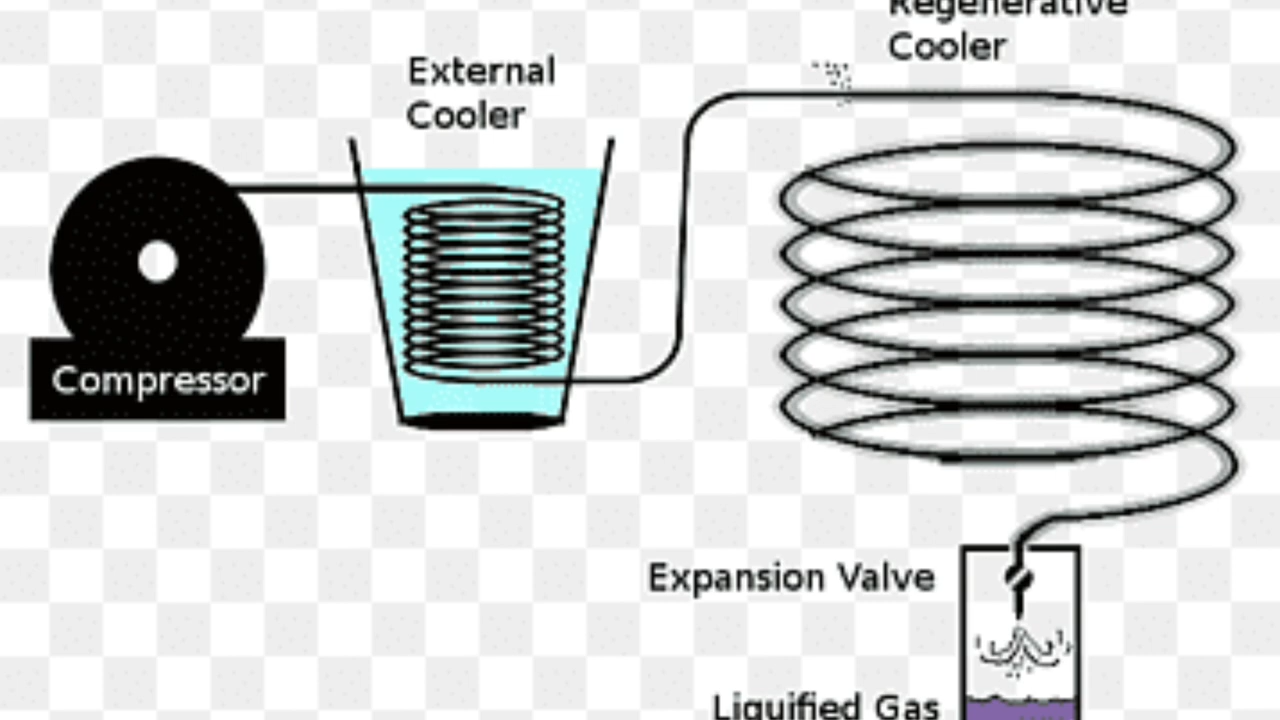 Regenerative
Cooler
External
Cooler
Compressor
Expansion Valve
Liquified Gas